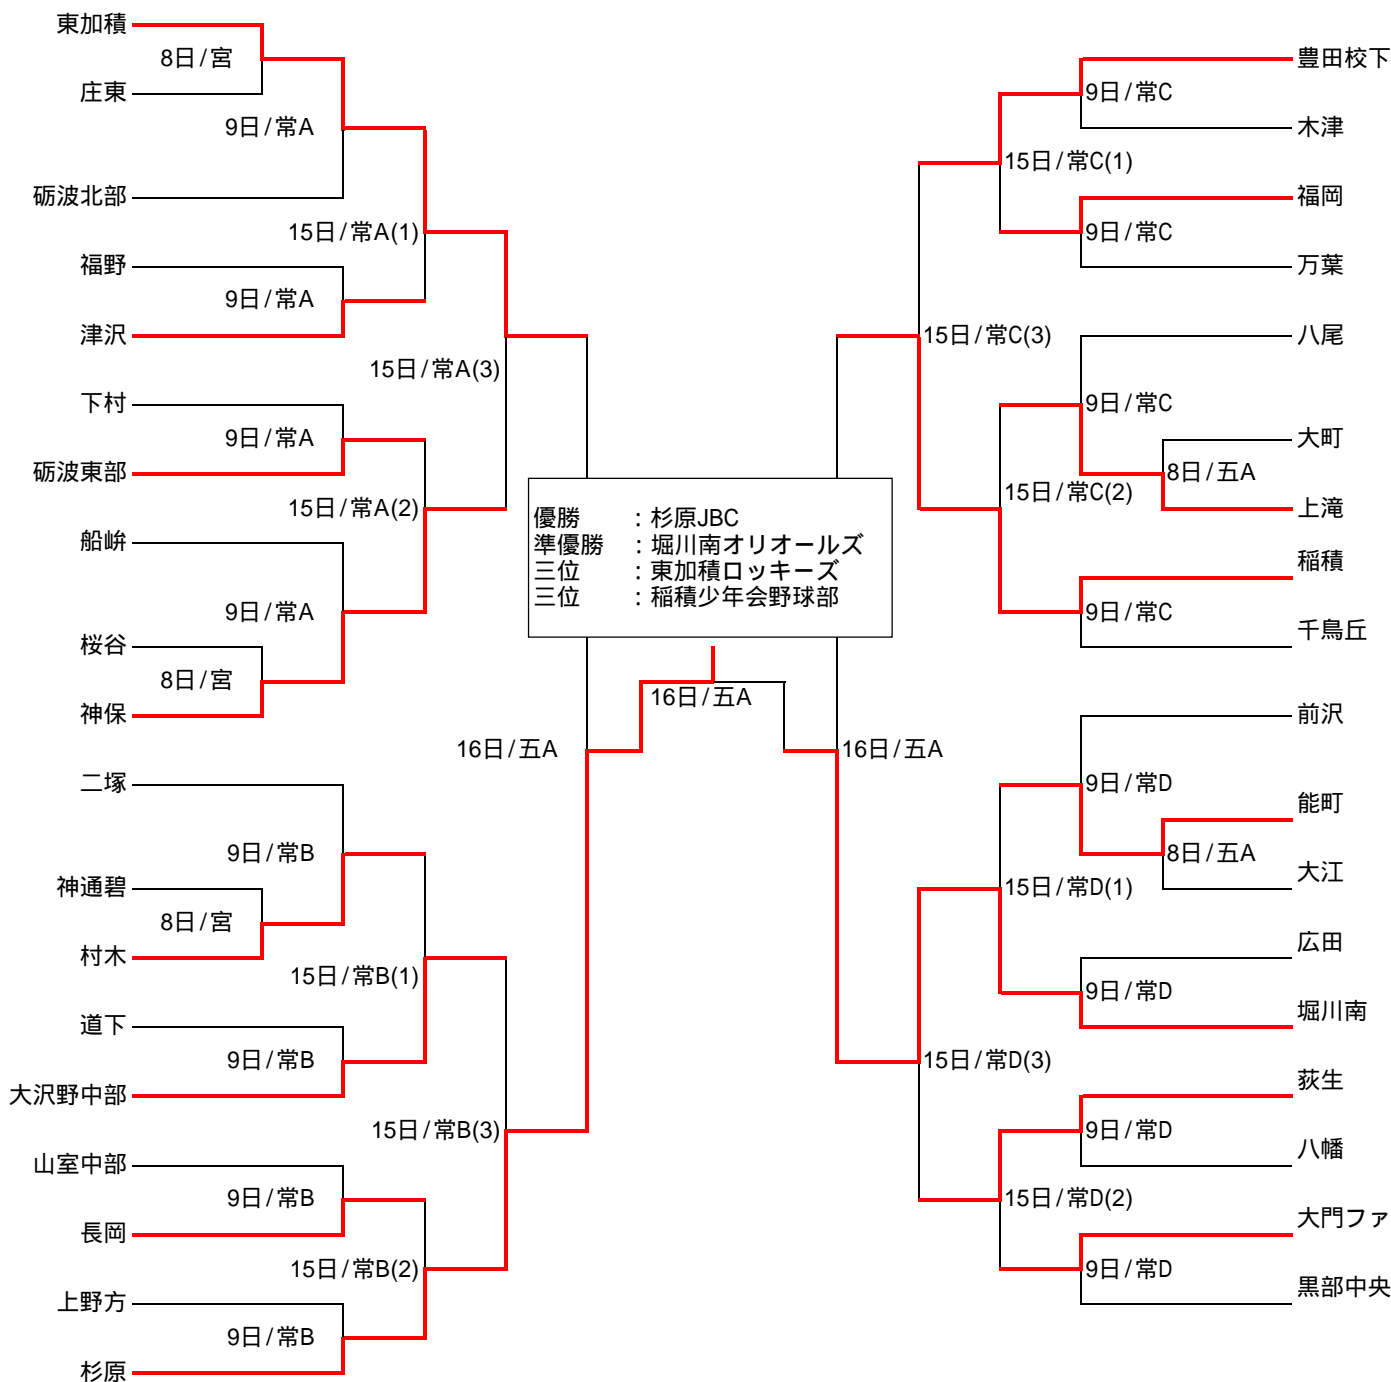 東加積
8日/宮
庄東
9日/常A
砺波北部
15日/常A(1)
福野
9日/常A
津沢
15日/常A(3)
下村
9日/常A
砺波東部
15日/常A(2)
船峅
9日/常A
桜谷
8日/宮
神保
16日/五A
二塚
9日/常B
神通碧
8日/宮
村木
15日/常B(1)
道下
9日/常B
大沢野中部
15日/常B(3)
山室中部
9日/常B
長岡
15日/常B(2)
上野方
9日/常B
杉原
優勝　　：杉原JBC
準優勝　：堀川南オリオールズ
三位　　：東加積ロッキーズ
三位　　：稲積少年会野球部
16日/五A
豊田校下
9日/常C
木津
15日/常C(1)
福岡
9日/常C
万葉
15日/常C(3)
八尾
9日/常C
大町
8日/五A
上滝
15日/常C(2)
稲積
9日/常C
千鳥丘
16日/五A
前沢
9日/常D
能町
8日/五A
大江
15日/常D(1)
広田
9日/常D
堀川南
15日/常D(3)
荻生
9日/常D
八幡
15日/常D(2)
大門ファ
9日/常D
黒部中央